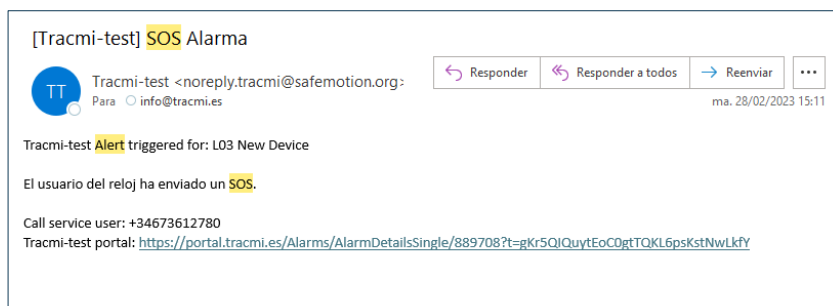 [Tracmi-test] SOS Alarma
Responder
Responder a todos
Reenviar
TT
Tracmi-test <noreply.tracmi@safemotion.org>
Para info@tracmi.es
ma. 28/02/2023 15:11
Tracmi-test Alert triggered for: L03 New Device
El usuario del reloj ha enviado un SOS.
Call service user: +34673612780
Tracmi-test portal: https://portal.tracmi.es/Alarms/AlarmDetailsSingle/889708?t=gKr5QIQuytEoC0gtTQKL6psKstNwLkfY